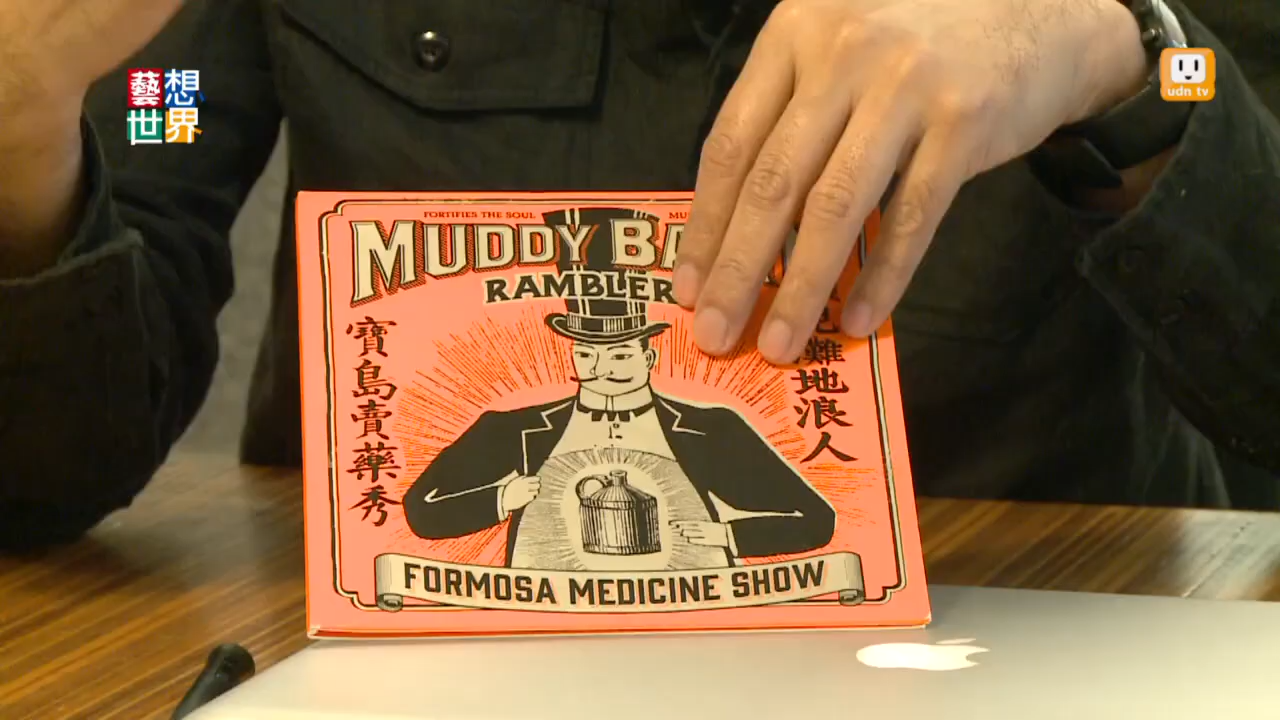 藝想
世界
udn tv
FORTIFIES THE SOUL
MUDDY BA
RAMBLER
寶島賣藥秀
難地浪人
FORMOSA MEDICINE SHOW